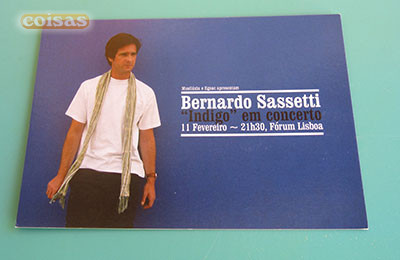 coisas
Bernardo Sassetti
"Indigo" em concerto
11 Fevereiro ~ 21h30, Fórum Lisboa